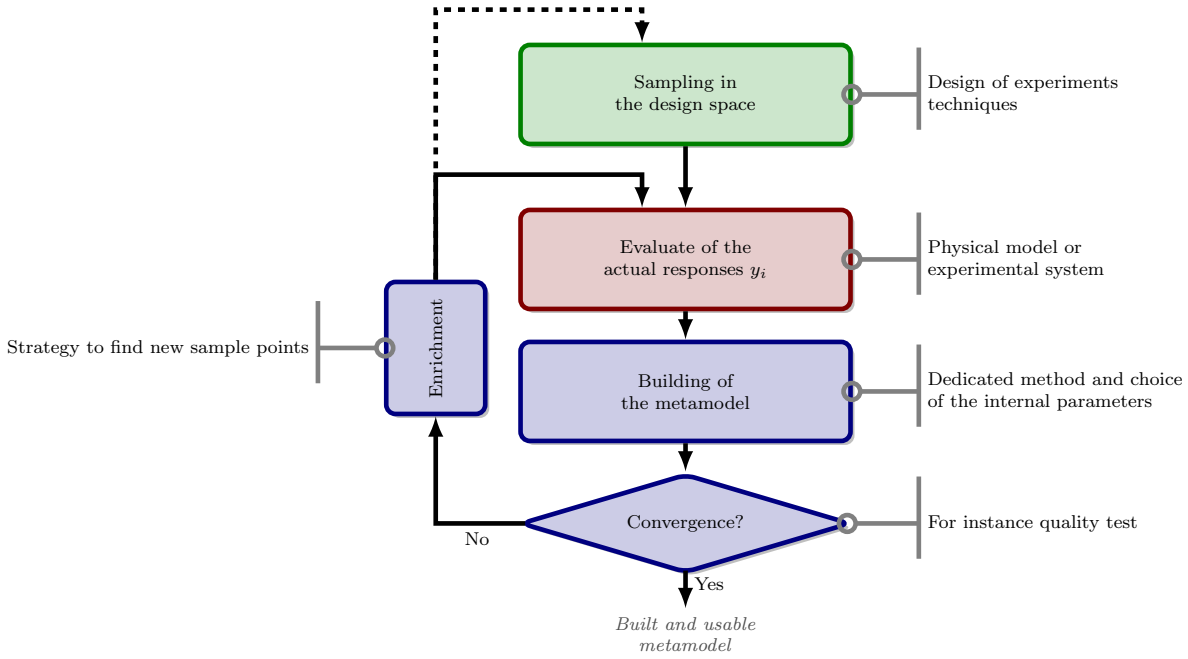 Sampling in
the design space
Design of experiments
techniques
Evaluate of the
actual responses $y_i$
Physical model or
experimental system
Enrichment
Strategy to find new sample points
Building of
the metamodel
Dedicated method and choice
of the internal parameters
Convergence?
For instance quality test
No
Yes
Built and usable
metamodel